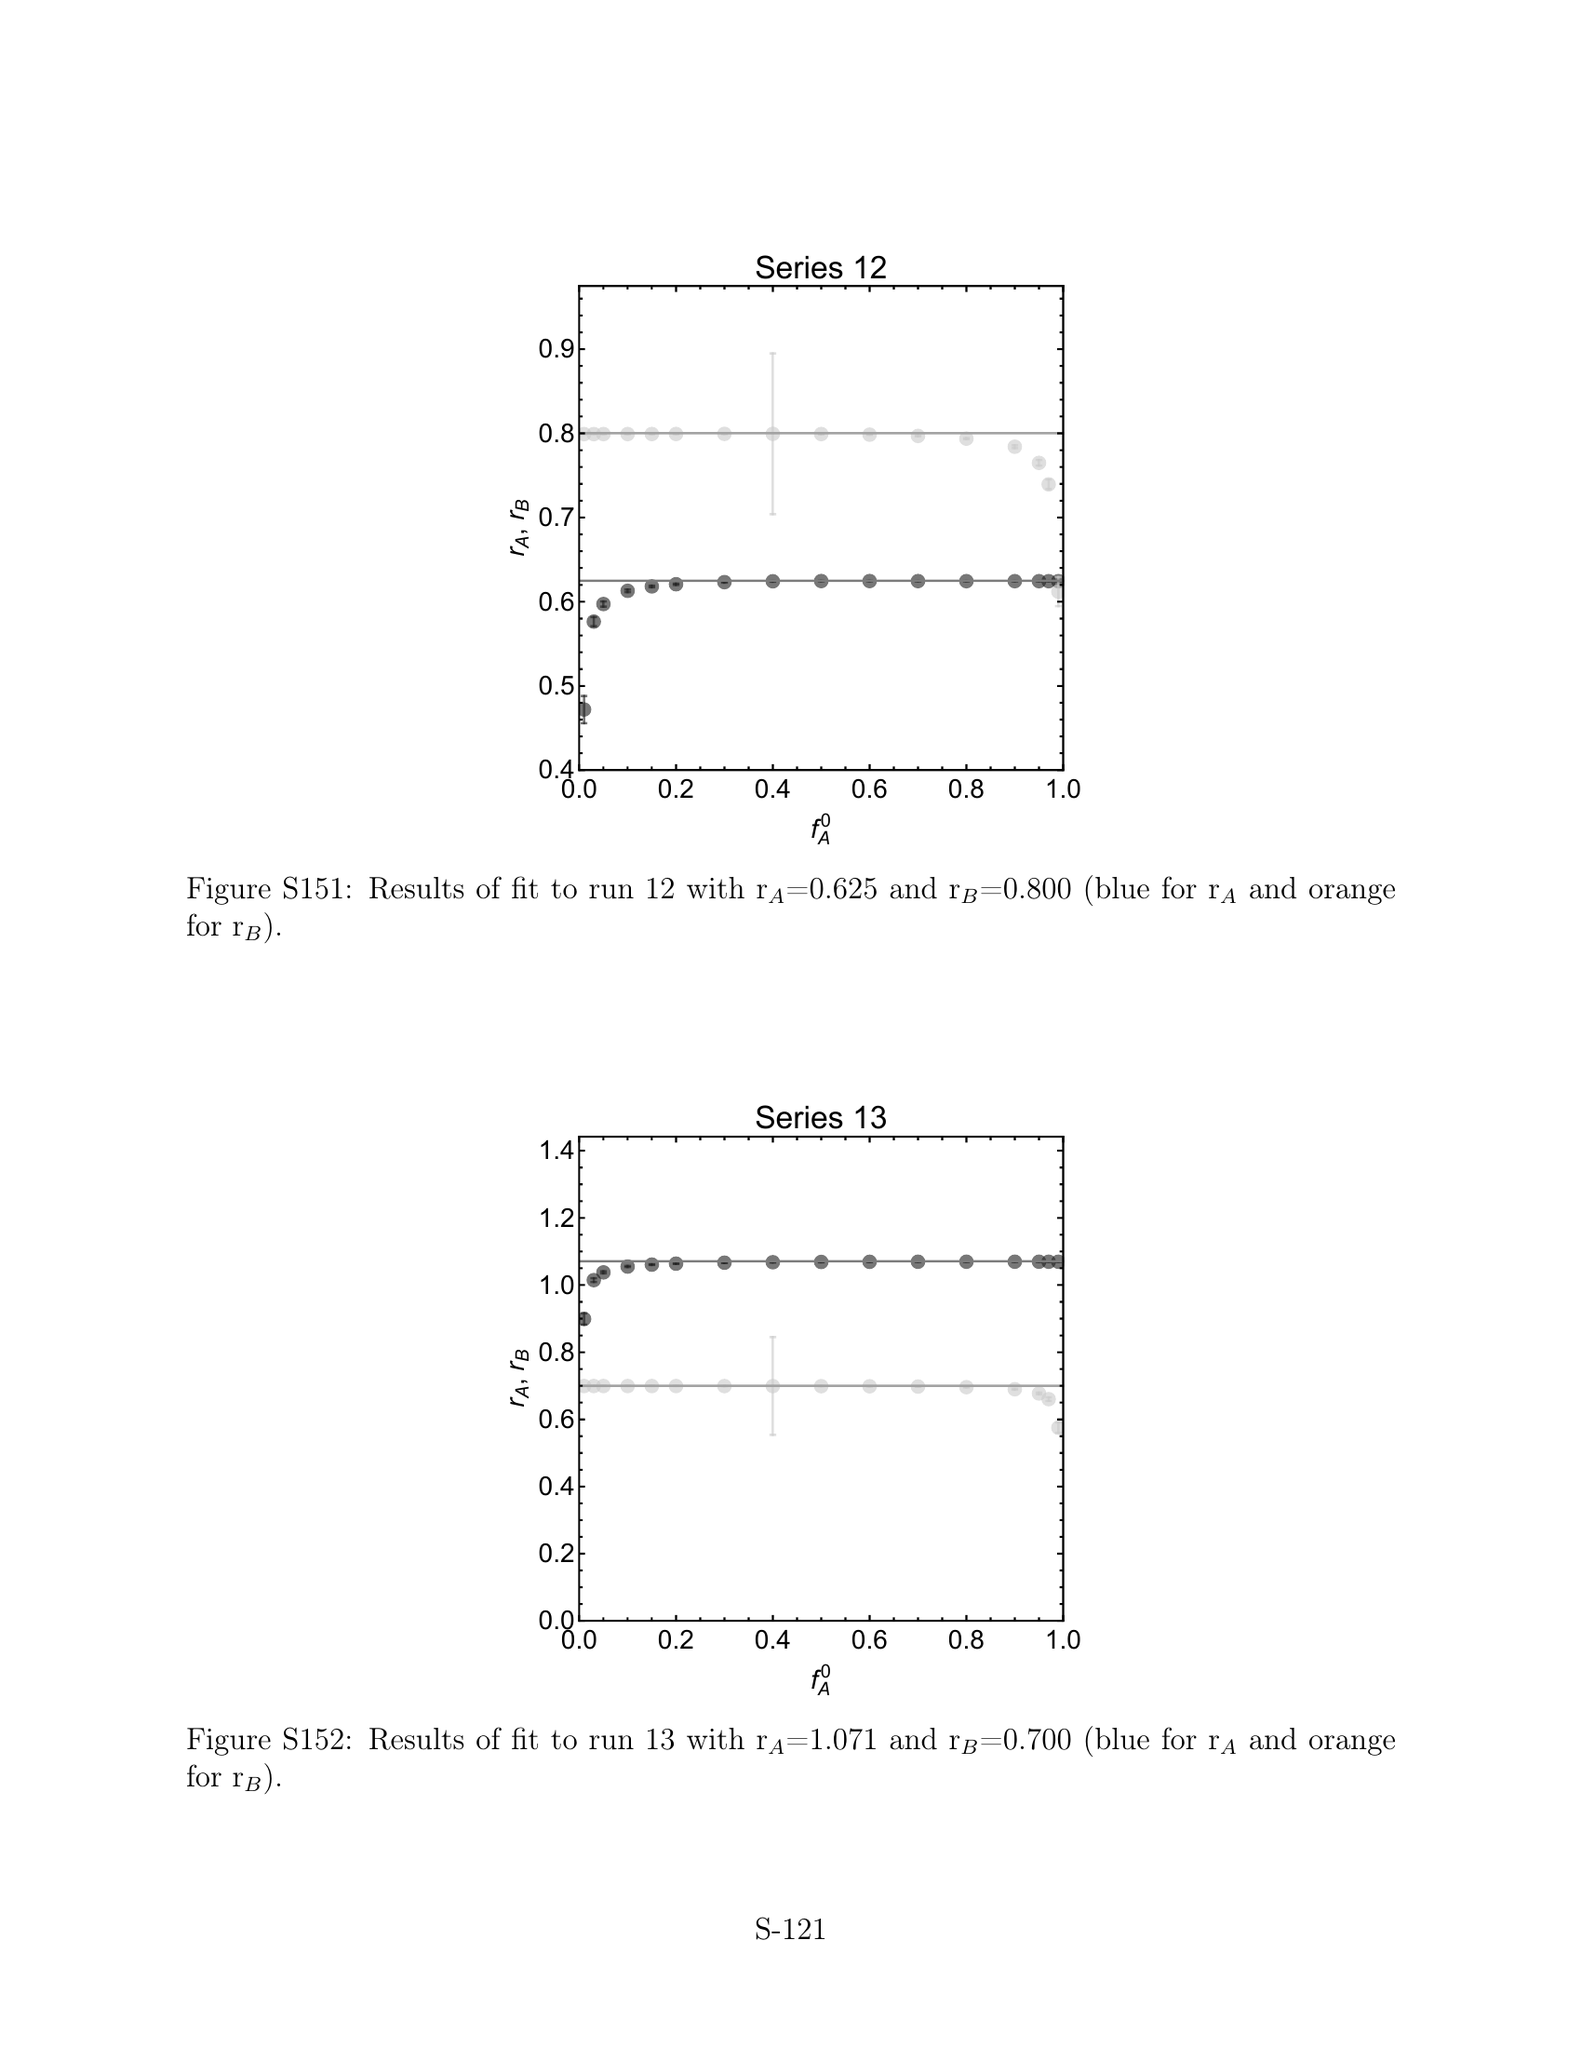 Series 12
0.9
0.8
0.7
0.6
0.5
0.4
r_A, r_B
0.0 0.2 0.4 0.6 0.8 1.0
f_A^0
Figure S151: Results of fit to run 12 with r_A=0.625 and r_B=0.800 (blue for r_A and orange
for r_B).
Series 13
1.4
1.2
1.0
0.8
0.6
0.4
0.2
0.0
r_A, r_B
0.0 0.2 0.4 0.6 0.8 1.0
f_A^0
Figure S152: Results of fit to run 13 with r_A=1.071 and r_B=0.700 (blue for r_A and orange
for r_B).
S-121